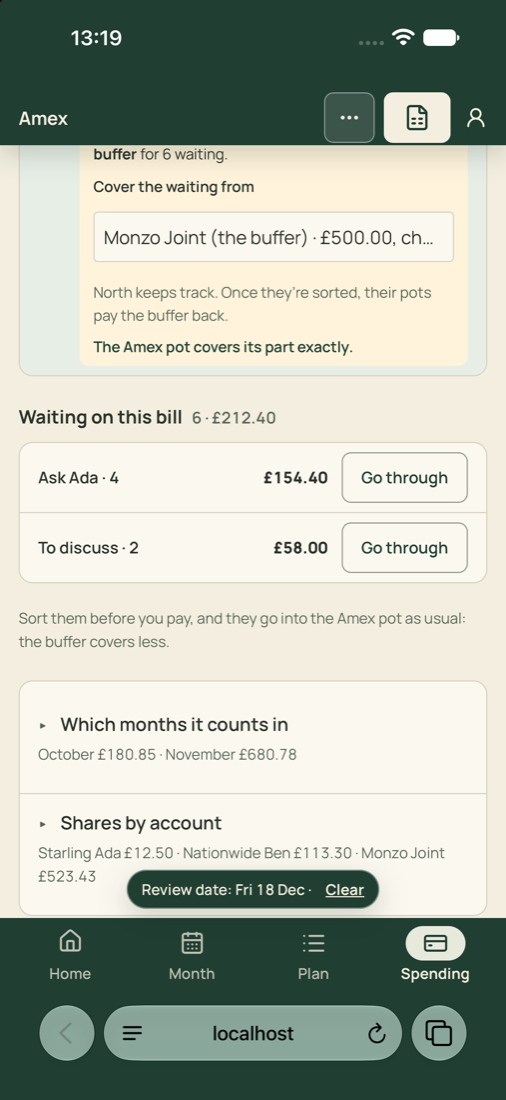 13:19
Amex
buffer for 6 waiting.
Cover the waiting from
Monzo Joint (the buffer) · £500.00, ch...
North keeps track. Once they're sorted, their pots
pay the buffer back.
The Amex pot covers its part exactly.
Waiting on this bill 6 · £212.40
Ask Ada · 4 £154.40 Go through
To discuss · 2 £58.00 Go through
Sort them before you pay, and they go into the Amex pot as usual:
the buffer covers less.
Which months it counts in
October £180.85 · November £680.78
Shares by account
Starling Ada £12.50 · Nationwide Ben £113.30 · Monzo Joint
£523.43
Review date: Fri 18 Dec · Clear
Home Month Plan Spending
localhost